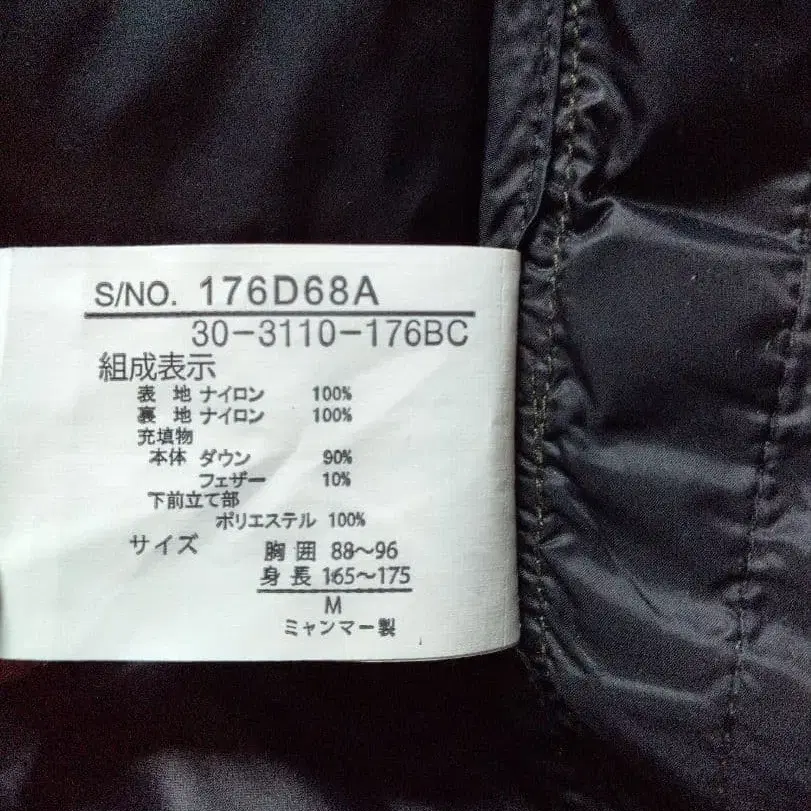 S/NO. 176D68A
30-3110-176BC
組成表示
表 地 ナイロン 100%
裏 地 ナイロン 100%
充填物
本体 ダウン 90%
フェザー 10%
下前立て部
ポリエステル 100%
サイズ 胸 囲 88〜96
身 長 165〜175
M
ミャンマー製